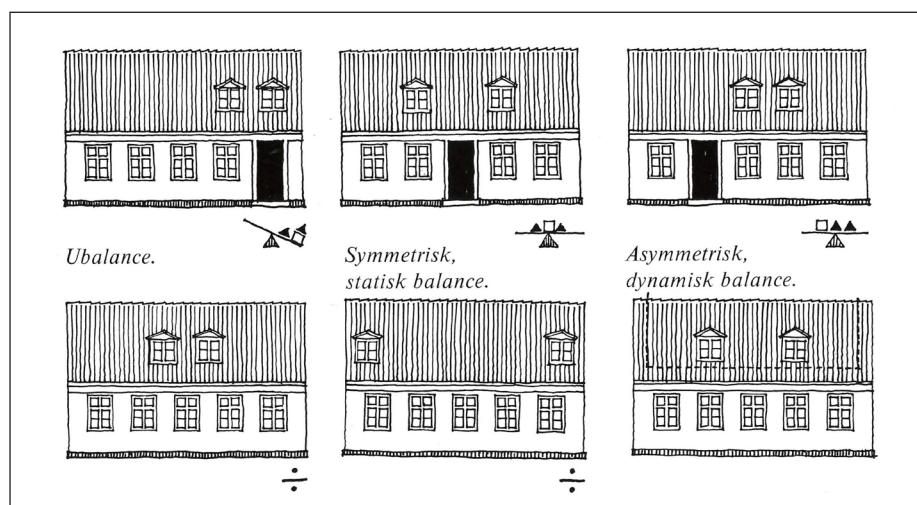 Ubalance.
Symmetrisk,
statisk balance.
Asymmetrisk,
dynamisk balance.